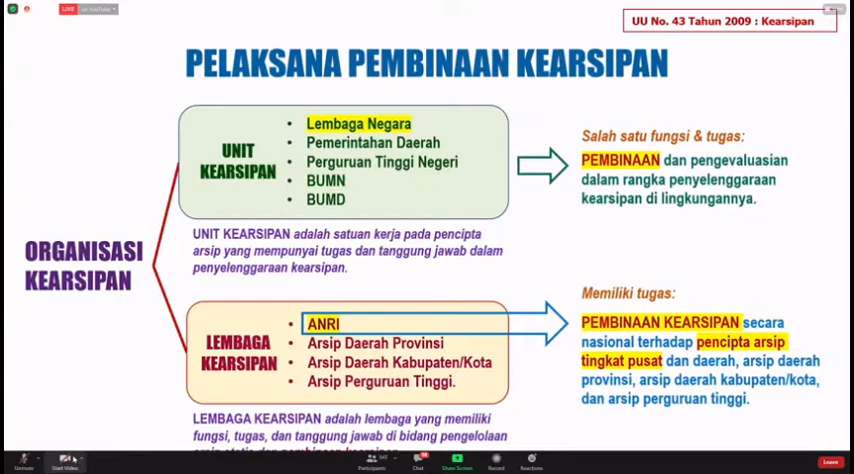 LIVE
on YouTube
UU No. 43 Tahun 2009 : Kearsipan
PELAKSANA PEMBINAAN KEARSIPAN
ORGANISASI
KEARSIPAN
UNIT
KEARSIPAN
• Lembaga Negara
• Pemerintahan Daerah
• Perguruan Tinggi Negeri
• BUMN
• BUMD
Salah satu fungsi & tugas:
PEMBINAAN dan pengevaluasian
dalam rangka penyelenggaraan
kearsipan di lingkungannya.
UNIT KEARSIPAN adalah satuan kerja pada pencipta
arsip yang mempunyai tugas dan tanggung jawab dalam
penyelenggaraan kearsipan.
LEMBAGA
KEARSIPAN
• ANRI
• Arsip Daerah Provinsi
• Arsip Daerah Kabupaten/Kota
• Arsip Perguruan Tinggi.
Memiliki tugas:
PEMBINAAN KEARSIPAN secara
nasional terhadap pencipta arsip
tingkat pusat dan daerah, arsip daerah
provinsi, arsip daerah kabupaten/kota,
dan arsip perguruan tinggi.
LEMBAGA KEARSIPAN adalah lembaga yang memiliki
fungsi, tugas, dan tanggung jawab di bidang pengelolaan
Unmute
Start Video
Participants
Chat
Share Screen
Record
Reactions
Leave